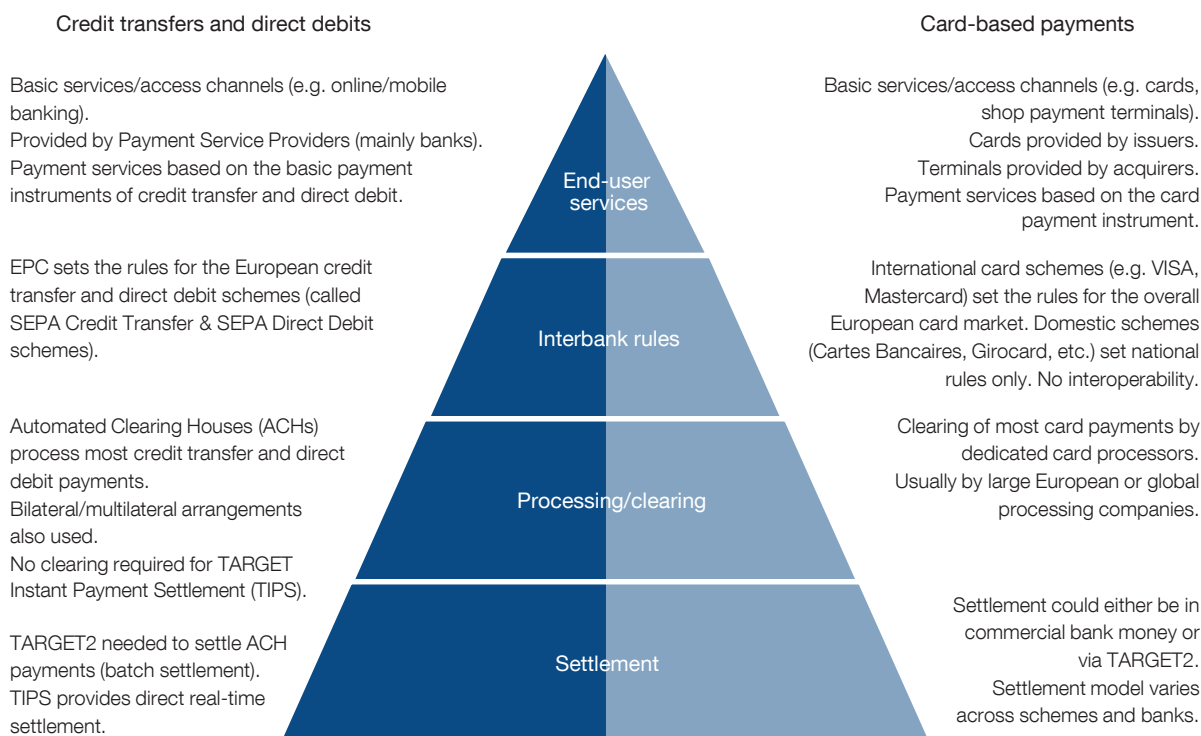 Credit transfers and direct debits
Card-based payments
Basic services/access channels (e.g. online/mobile
banking).
Provided by Payment Service Providers (mainly banks).
Payment services based on the basic payment
instruments of credit transfer and direct debit.
End-user
services
Basic services/access channels (e.g. cards,
shop payment terminals).
Cards provided by issuers.
Terminals provided by acquirers.
Payment services based on the card
payment instrument.
EPC sets the rules for the European credit
transfer and direct debit schemes (called
SEPA Credit Transfer & SEPA Direct Debit
schemes).
Interbank rules
International card schemes (e.g. VISA,
Mastercard) set the rules for the overall
European card market. Domestic schemes
(Cartes Bancaires, Girocard, etc.) set national
rules only. No interoperability.
Automated Clearing Houses (ACHs)
process most credit transfer and direct
debit payments.
Bilateral/multilateral arrangements
also used.
No clearing required for TARGET
Instant Payment Settlement (TIPS).
Processing/clearing
Clearing of most card payments by
dedicated card processors.
Usually by large European or global
processing companies.
TARGET2 needed to settle ACH
payments (batch settlement).
TIPS provides direct real-time
settlement.
Settlement
Settlement could either be in
commercial bank money or
via TARGET2.
Settlement model varies
across schemes and banks.